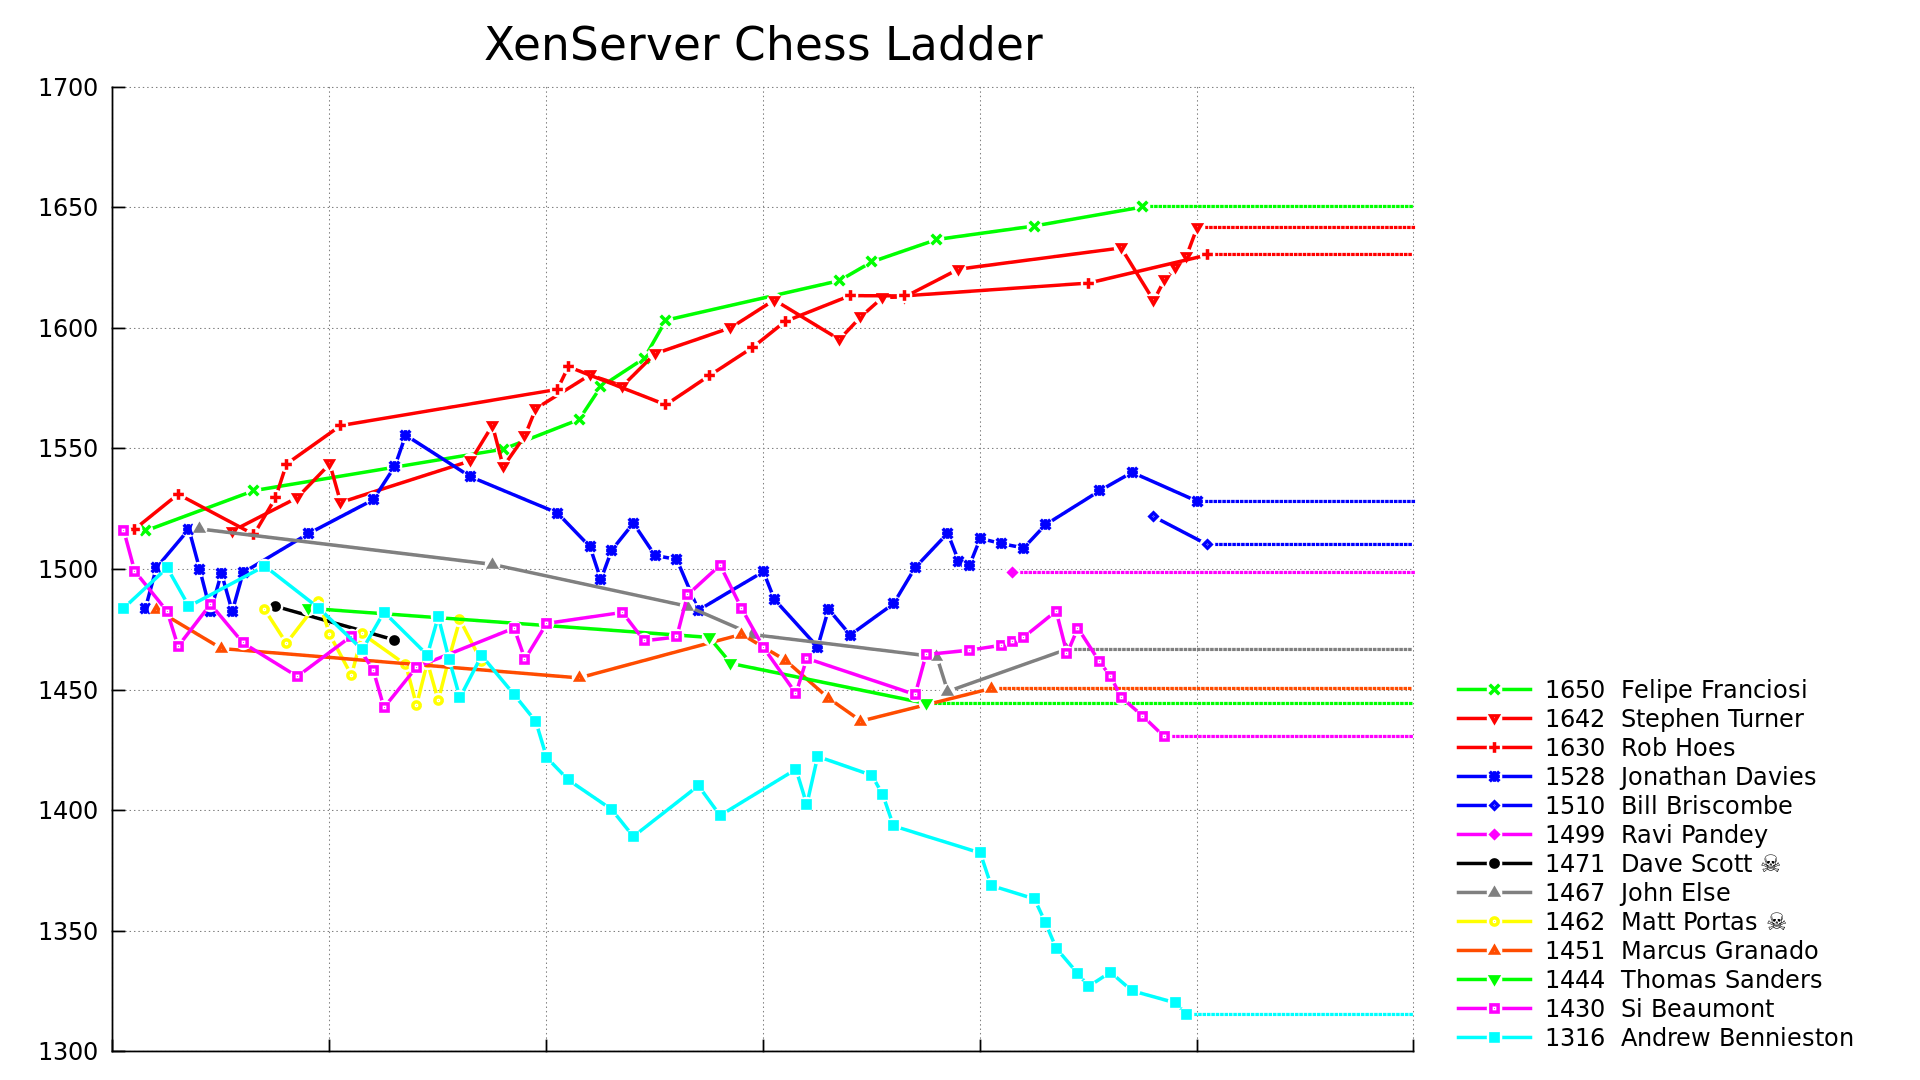 XenServer Chess Ladder
1700
1650
1600
1550
1500
1450
1400
1350
1300
1650 Felipe Franciosi
1642 Stephen Turner
1630 Rob Hoes
1528 Jonathan Davies
1510 Bill Briscombe
1499 Ravi Pandey
1471 Dave Scott ☠
1467 John Else
1462 Matt Portas ☠
1451 Marcus Granado
1444 Thomas Sanders
1430 Si Beaumont
1316 Andrew Bennieston